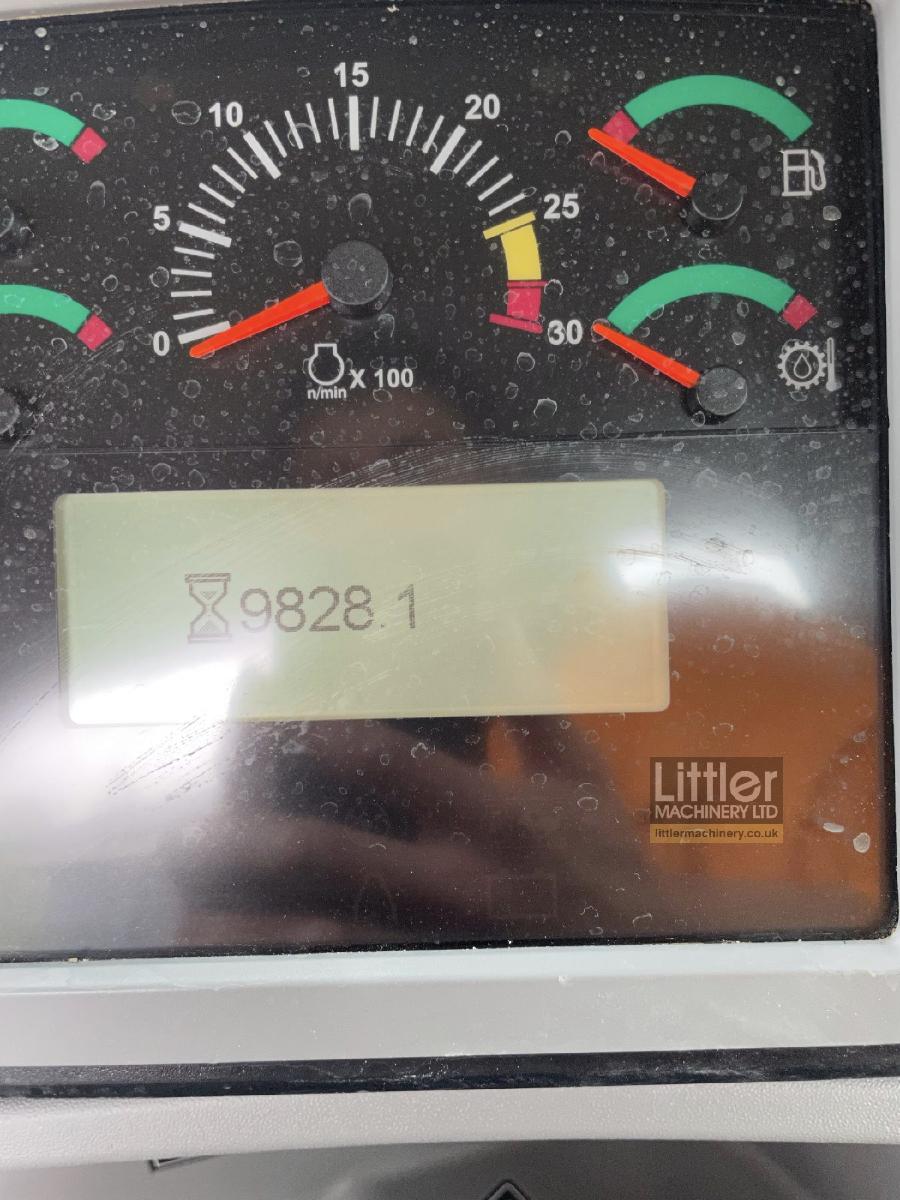 15
10
20
5
25
0
30
n/min X 100
9828.1
Littler
MACHINERY LTD
littlermachinery.co.uk